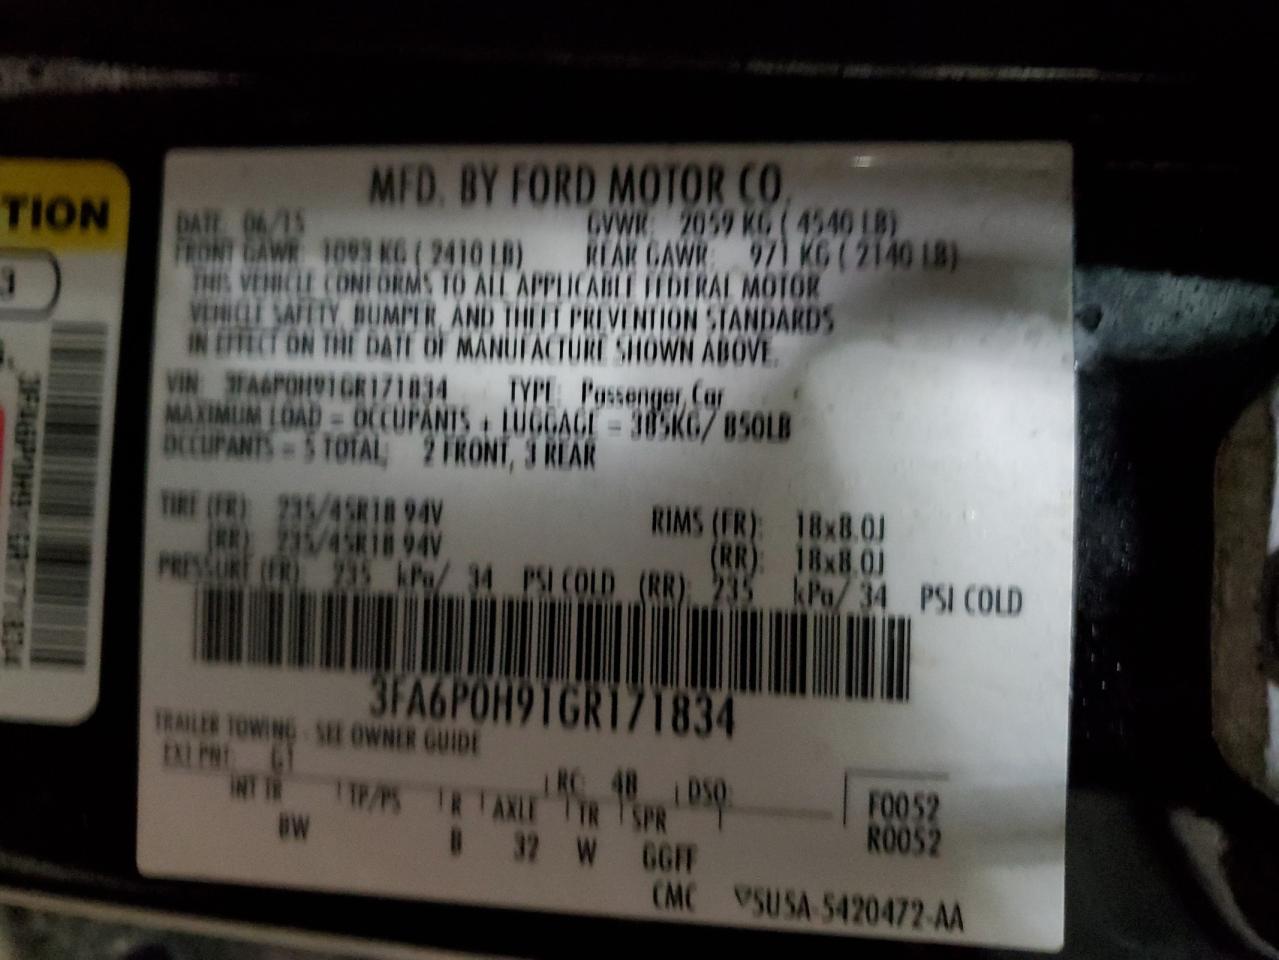 MFD. BY FORD MOTOR CO.
DATE: 06/15 GVWR: 2059 KG ( 4540 LB)
FRONT GAWR: 1093 KG ( 2410 LB) REAR GAWR: 971 KG ( 2140 LB)
THIS VEHICLE CONFORMS TO ALL APPLICABLE FEDERAL MOTOR
VEHICLE SAFETY, BUMPER, AND THEFT PREVENTION STANDARDS
IN EFFECT ON THE DATE OF MANUFACTURE SHOWN ABOVE.
VIN: 3FA6P0H91GR171834 TYPE: Passenger Car
MAXIMUM LOAD = OCCUPANTS + LUGGAGE = 385KG/ 850LB
OCCUPANTS = 5 TOTAL; 2 FRONT, 3 REAR
TIRE (FR): 235/45R18 94V RIMS (FR): 18x8.0J
(RR): 235/45R18 94V (RR): 18x8.0J
PRESSURE (FR): 235 kPa/ 34 PSI COLD (RR): 235 kPa/ 34 PSI COLD
3FA6P0H91GR171834
TRAILER TOWING - SEE OWNER GUIDE
EXT PNT: G1 RC: 48 DSO:
INT TR TP/PS R AXLE TR SPR F0052
BW B 32 W GGFF R0052
CMC 5U5A-5420472-AA
TION
3FA6P0H91GR171834